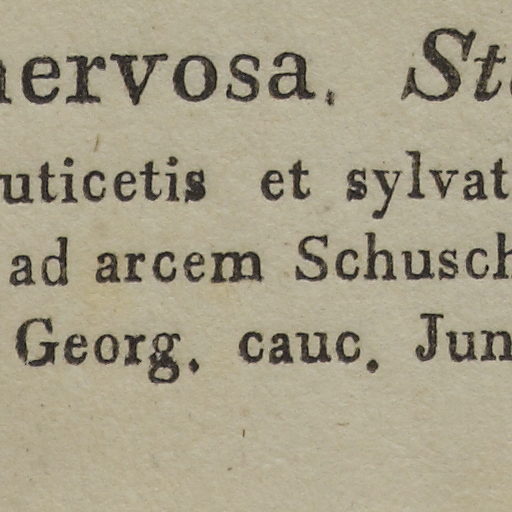 nervosa. St
uticetis et sylvat
ad arcem Schusch
Georg. cauc. Jun